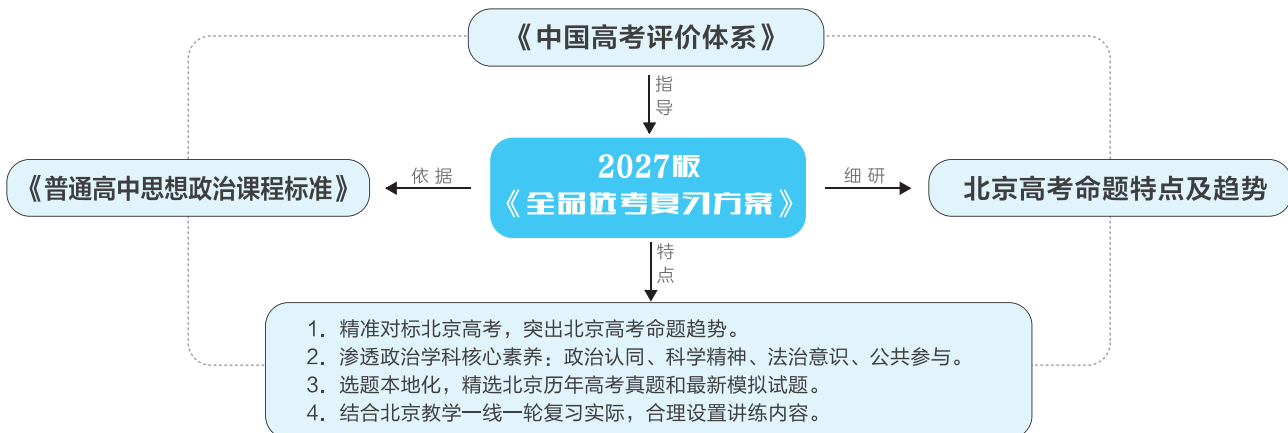 《中国高考评价体系》
指导
2027版
《全品选考复习方案》
依据
《普通高中思想政治课程标准》
细研
北京高考命题特点及趋势
特点
1. 精准对标北京高考，突出北京高考命题趋势。
2. 渗透政治学科核心素养：政治认同、科学精神、法治意识、公共参与。
3. 选题本地化，精选北京历年高考真题和最新模拟试题。
4. 结合北京教学一线一轮复习实际，合理设置讲练内容。